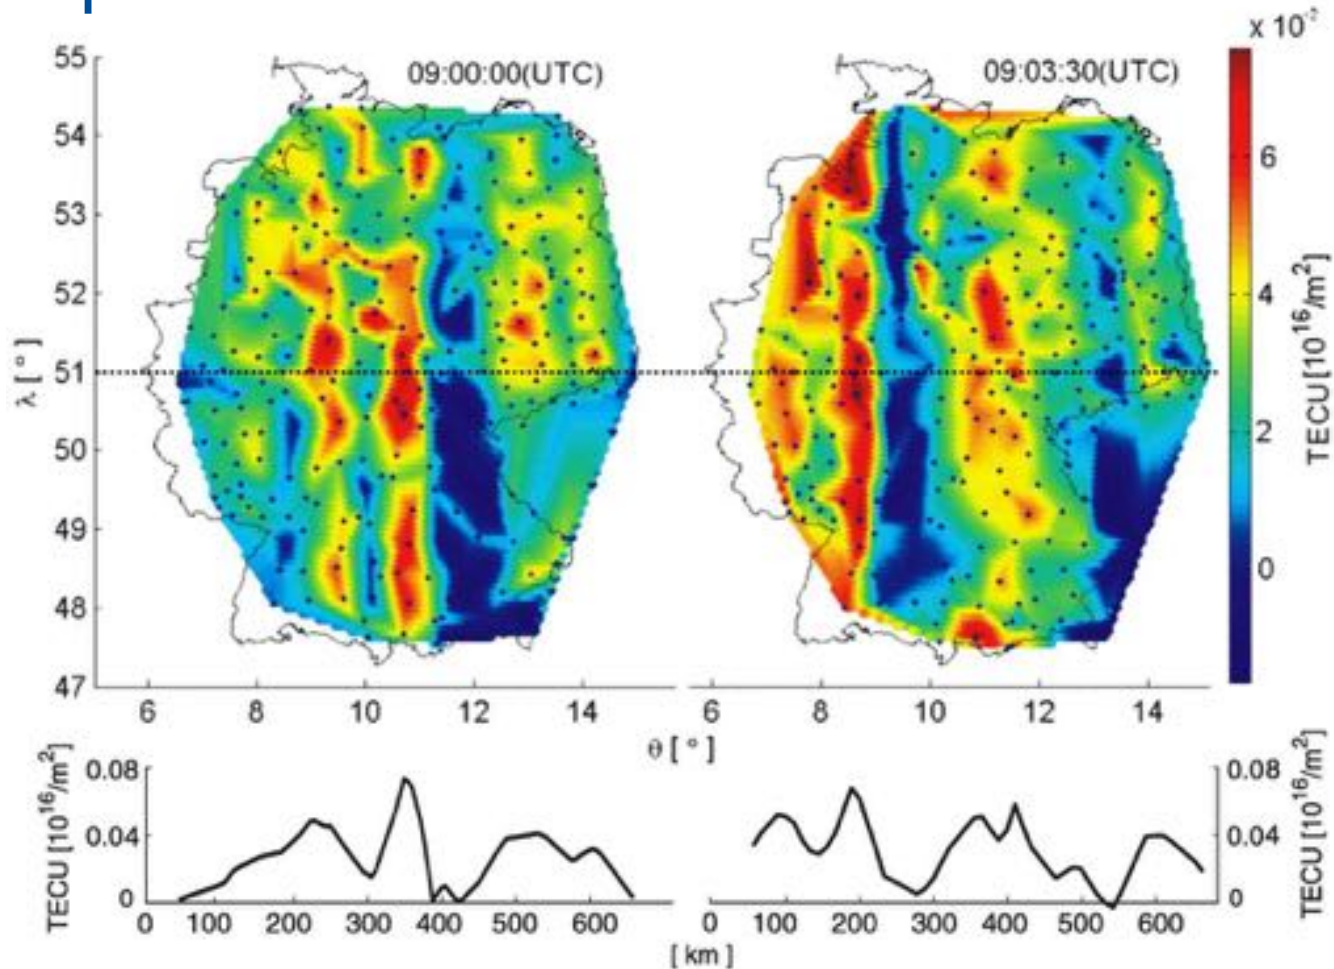 x 10⁻²
09:00:00(UTC)
09:03:30(UTC)
55
54
53
52
51
50
49
48
47
λ [ ° ]
6
4
2
0
TECU[10¹⁶/m²]
6 8 10 12 14
6 8 10 12 14
θ [ ° ]
TECU [10¹⁶/m²]
0.08
0.04
0
0 100 200 300 400 500 600
0 100 200 300 400 500 600
[ km ]
0.08
0.04
0
TECU [10¹⁶/m²]